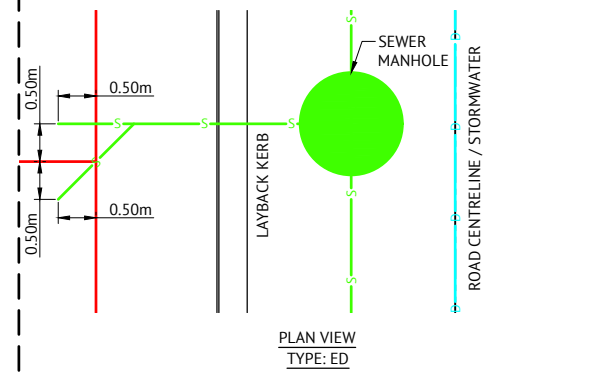 S
SEWER
MANHOLE
D
0.50m
0.50m
S
S
S
D
S
LAYBACK KERB
ROAD CENTRELINE / STORMWATER
S
0.50m
0.50m
D
S
D
PLAN VIEW
TYPE: ED